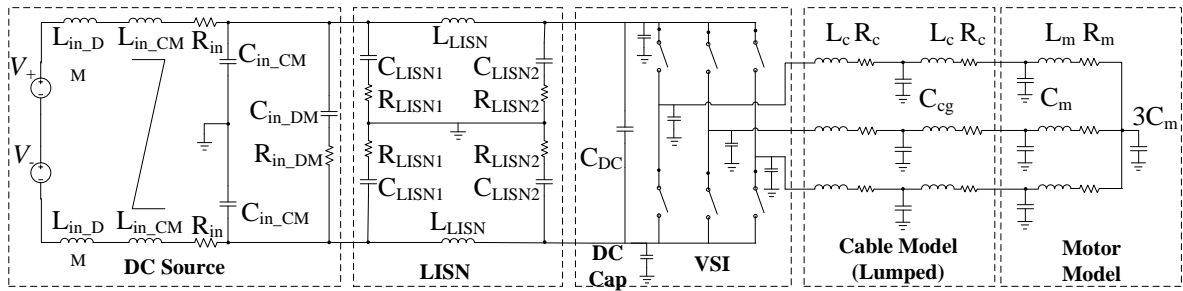 L_in_D
M
L_in_CM
R_in
V+
C_in_CM
C_in_DM
R_in_DM
V-
C_in_CM
L_in_D
M
L_in_CM
R_in
DC Source
L_LISN
C_LISN1
C_LISN2
R_LISN1
R_LISN2
R_LISN1
R_LISN2
C_LISN1
C_LISN2
L_LISN
LISN
C_DC
DC
Cap
VSI
L_c R_c
L_c R_c
C_cg
Cable Model
(Lumped)
L_m R_m
C_m
3C_m
Motor
Model